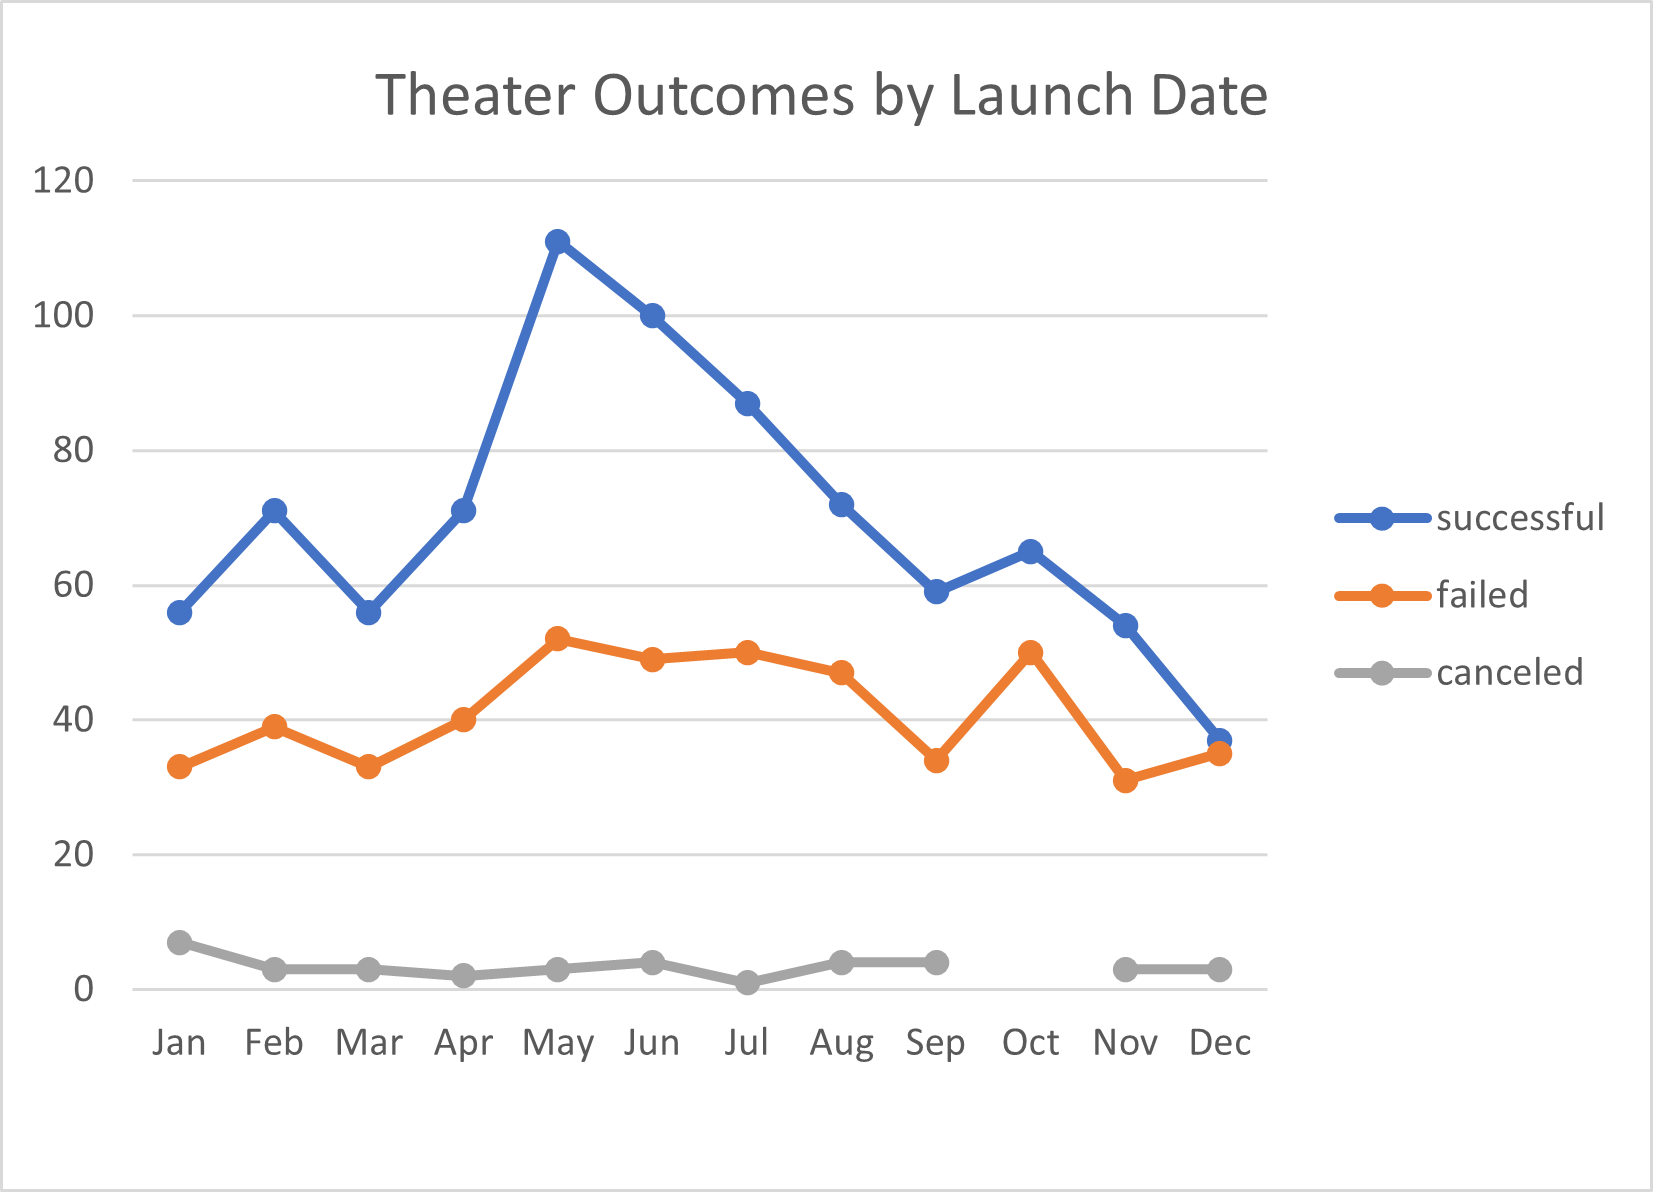 Theater Outcomes by Launch Date
120
100
80
60
40
20
0
Jan Feb Mar Apr May Jun Jul Aug Sep Oct Nov Dec
successful
failed
canceled